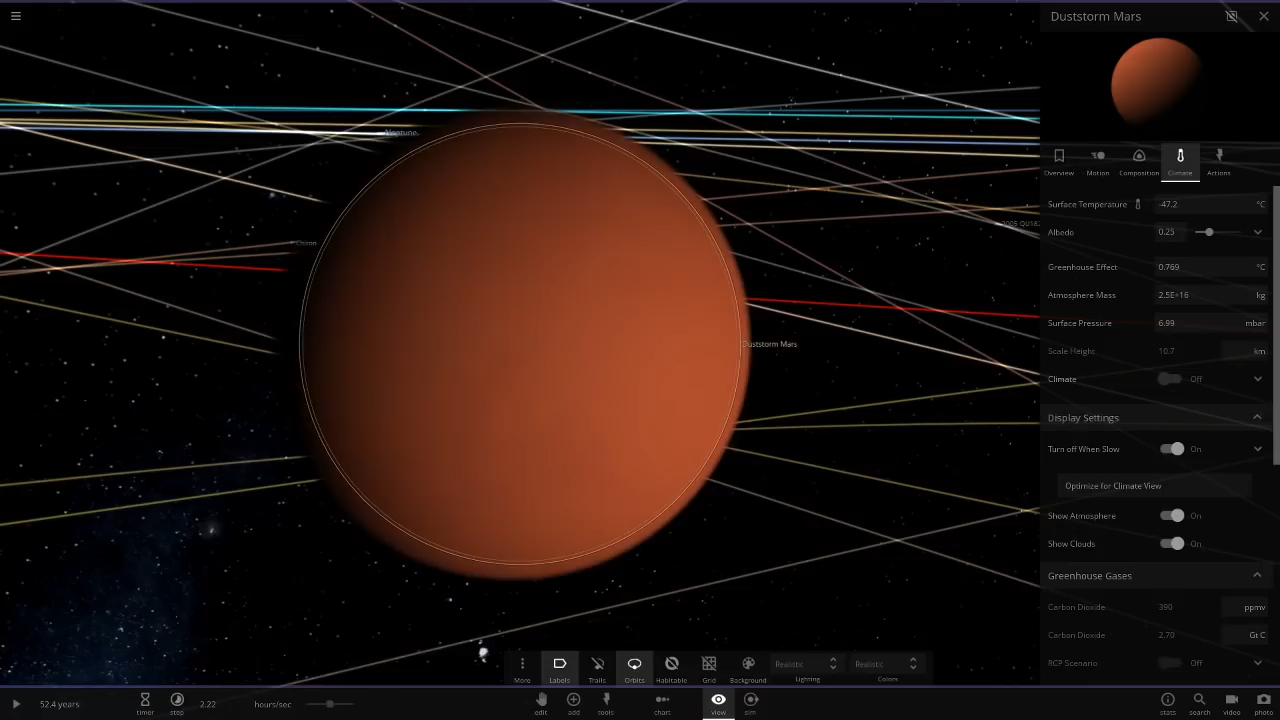 Duststorm Mars
Neptune
Chiron
2005 QU182
Duststorm Mars
Overview Motion Composition Climate Actions
Surface Temperature -47.2 °C
Albedo 0.25
Greenhouse Effect 0.769 °C
Atmosphere Mass 2.5E+16 kg
Surface Pressure 6.99 mbar
Scale Height 10.7 km
Climate Off
Display Settings
Turn off When Slow On
Optimize for Climate View
Show Atmosphere On
Show Clouds On
Greenhouse Gases
Carbon Dioxide 390 ppmv
Carbon Dioxide 2.70 Gt C
RCP Scenario Off
Realistic Realistic
More Labels Trails Orbits Habitable Grid Background Lighting Colors
52.4 years timer step 2.22 hours/sec edit add tools chart view sim stats search video photo